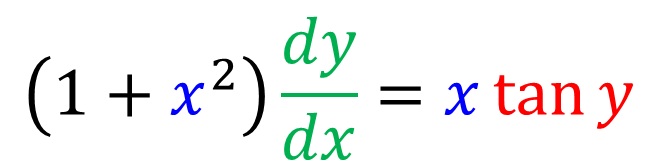 (1 + x²) dy/dx = x tan y